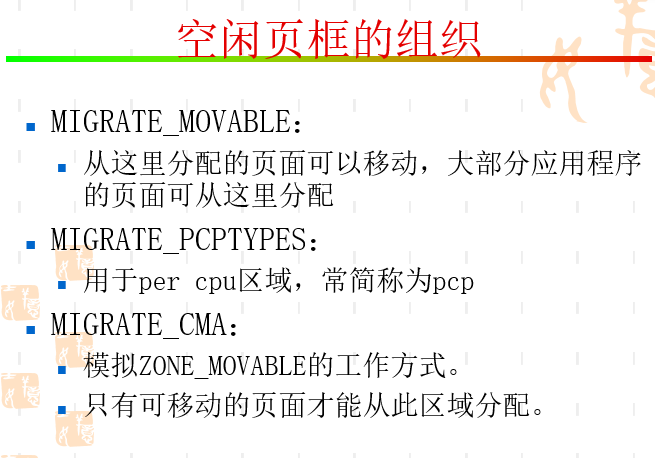 空闲页框的组织
MIGRATE_MOVABLE：
从这里分配的页面可以移动，大部分应用程序
的页面可从这里分配
MIGRATE_PCPTYPES：
用于per cpu区域，常简称为pcp
MIGRATE_CMA：
模拟ZONE_MOVABLE的工作方式。
只有可移动的页面才能从此区域分配。